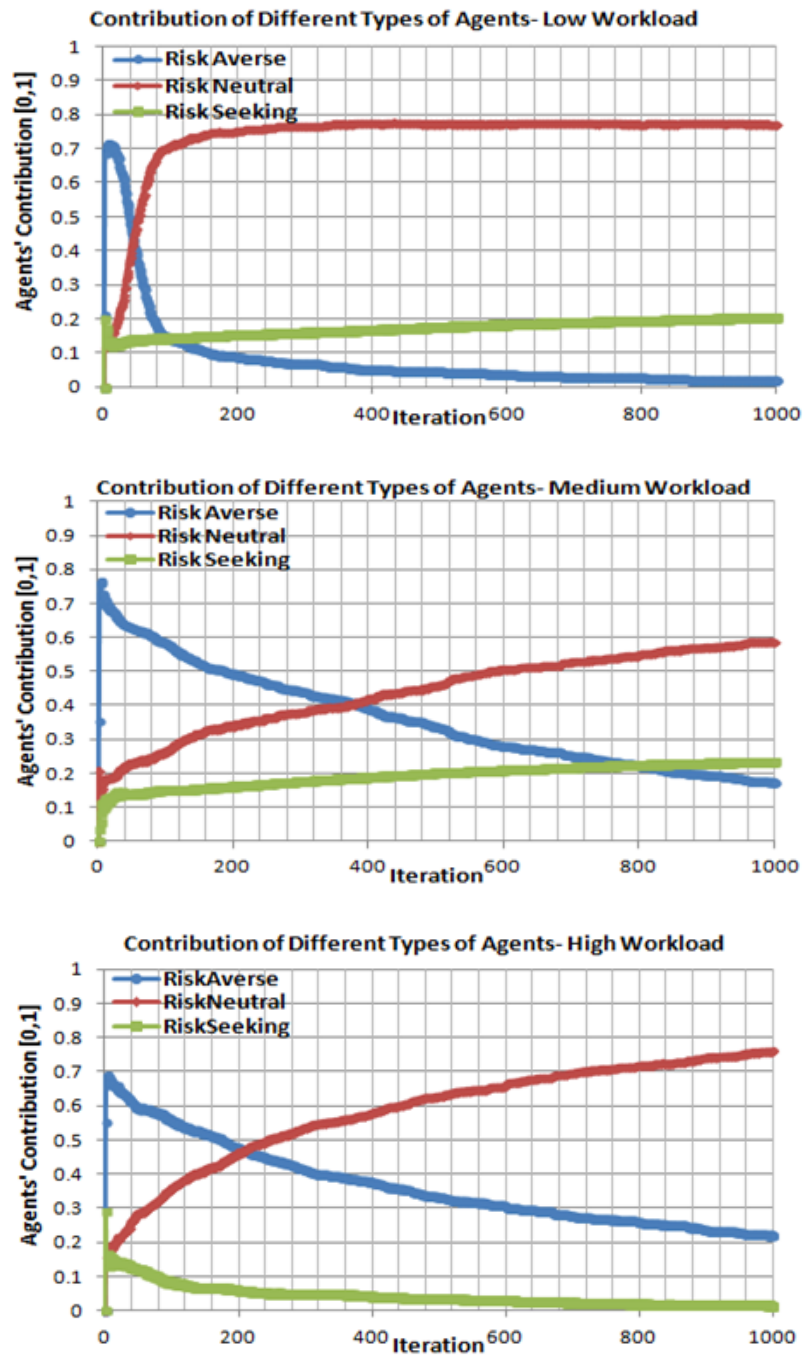 Contribution of Different Types of Agents- Low Workload
Agents' Contribution [0,1]
1
0.9
0.8
0.7
0.6
0.5
0.4
0.3
0.2
0.1
0
Risk Averse
Risk Neutral
Risk Seeking
0 200 400 600 800 1000
Iteration
Contribution of Different Types of Agents- Medium Workload
Agents' Contribution [0,1]
1
0.9
0.8
0.7
0.6
0.5
0.4
0.3
0.2
0.1
0
Risk Averse
Risk Neutral
Risk Seeking
0 200 400 600 800 1000
Iteration
Contribution of Different Types of Agents- High Workload
Agents' Contribution [0,1]
1
0.9
0.8
0.7
0.6
0.5
0.4
0.3
0.2
0.1
0
RiskAverse
RiskNeutral
RiskSeeking
0 200 400 600 800 1000
Iteration